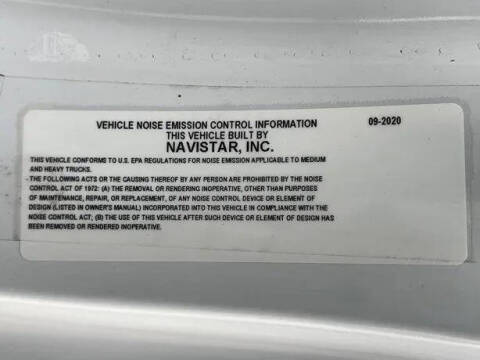 VEHICLE NOISE EMISSION CONTROL INFORMATION 09-2020
THIS VEHICLE BUILT BY
NAVISTAR, INC.
THIS VEHICLE CONFORMS TO U.S. EPA REGULATIONS FOR NOISE EMISSION APPLICABLE TO MEDIUM
AND HEAVY TRUCKS.
- THE FOLLOWING ACTS OR THE CAUSING THEREOF BY ANY PERSON ARE PROHIBITED BY THE NOISE
CONTROL ACT OF 1972: (A) THE REMOVAL OR RENDERING INOPERATIVE, OTHER THAN PURPOSES
OF MAINTENANCE, REPAIR, OR REPLACEMENT, OF ANY NOISE CONTROL DEVICE OR ELEMENT OF
DESIGN (LISTED IN OWNER'S MANUAL) INCORPORATED INTO THIS VEHICLE IN COMPLIANCE WITH THE
NOISE CONTROL ACT; (B) THE USE OF THIS VEHICLE AFTER SUCH DEVICE OR ELEMENT OF DESIGN HAS
BEEN REMOVED OR RENDERED INOPERATIVE.